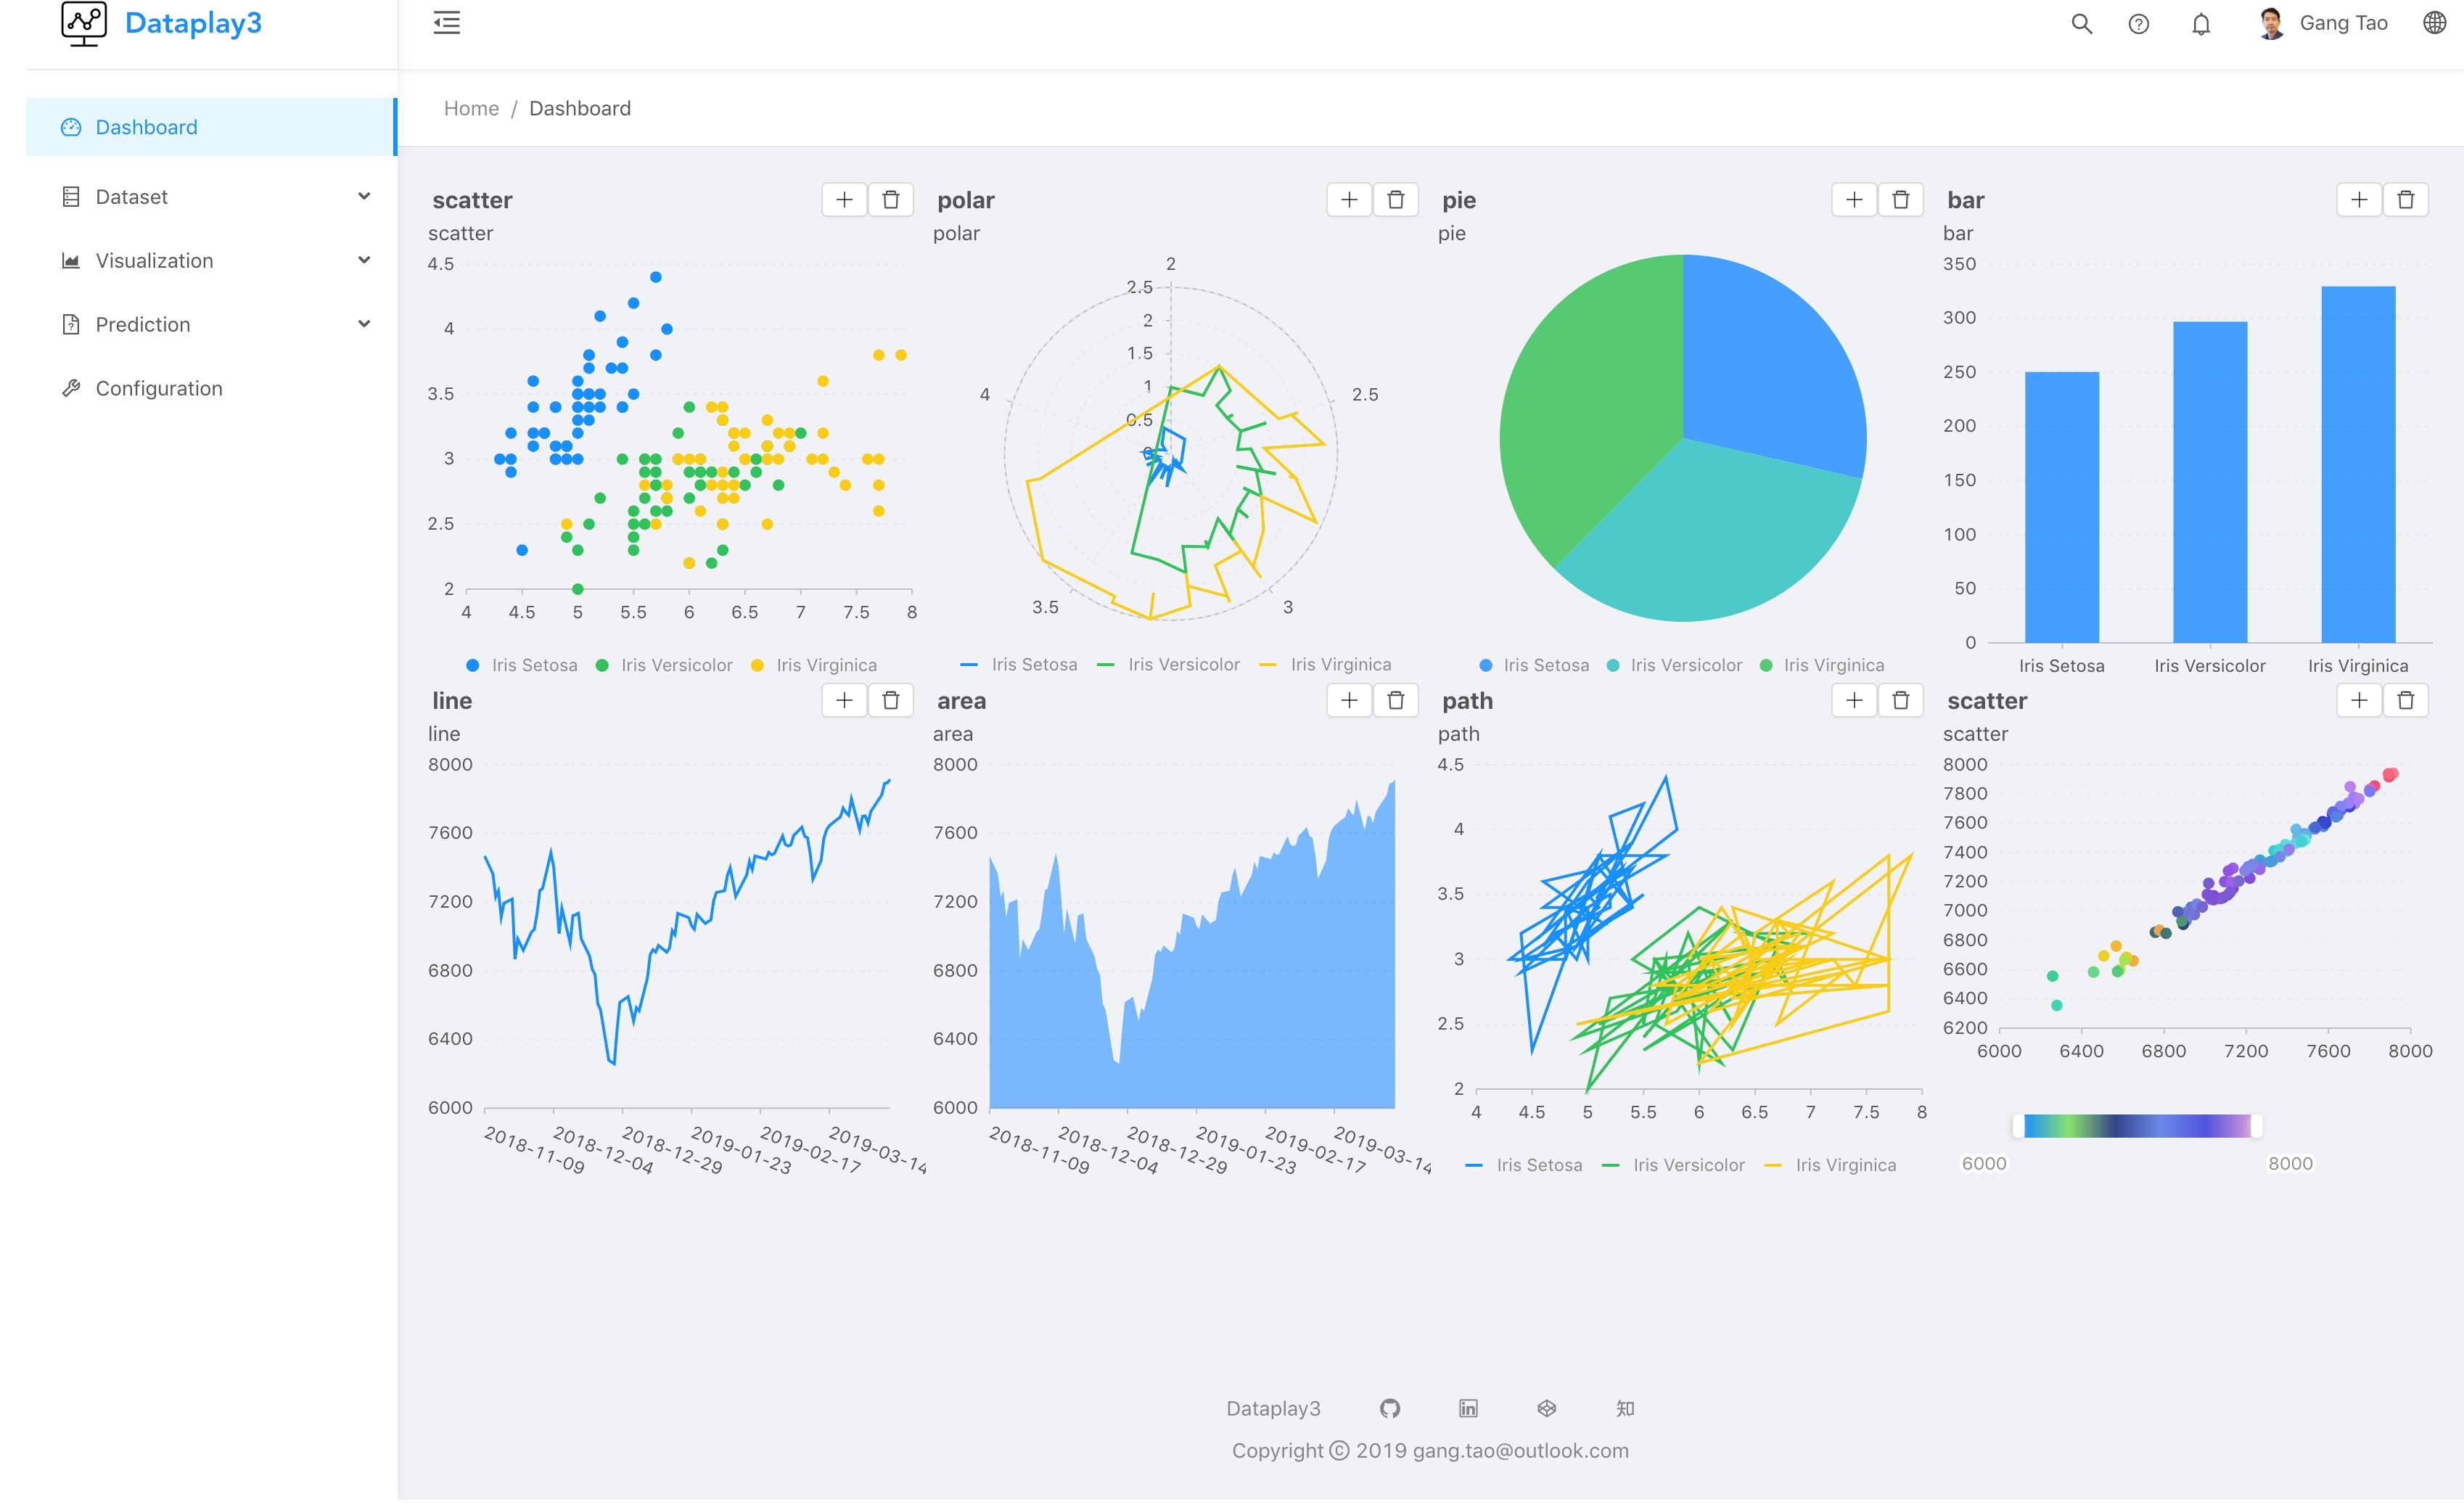 Dataplay3
Gang Tao
Home / Dashboard
Dashboard
Dataset
Visualization
Prediction
Configuration
scatter
scatter
4.5
4
3.5
3
2.5
2
4 4.5 5 5.5 6 6.5 7 7.5 8
Iris Setosa Iris Versicolor Iris Virginica
polar
polar
2
2.5
2
1.5
1
0.5
0
2.5
3
3.5
4
Iris Setosa Iris Versicolor Iris Virginica
pie
pie
Iris Setosa Iris Versicolor Iris Virginica
bar
bar
350
300
250
200
150
100
50
0
Iris Setosa Iris Versicolor Iris Virginica
line
line
8000
7600
7200
6800
6400
6000
2018-11-09 2018-12-04 2018-12-29 2019-01-23 2019-02-17 2019-03-14
area
area
8000
7600
7200
6800
6400
6000
2018-11-09 2018-12-04 2018-12-29 2019-01-23 2019-02-17 2019-03-14
path
path
4.5
4
3.5
3
2.5
2
4 4.5 5 5.5 6 6.5 7 7.5 8
Iris Setosa Iris Versicolor Iris Virginica
scatter
scatter
8000
7800
7600
7400
7200
7000
6800
6600
6400
6200
6000 6400 6800 7200 7600 8000
6000 8000
Dataplay3 in 知
Copyright © 2019 gang.tao@outlook.com